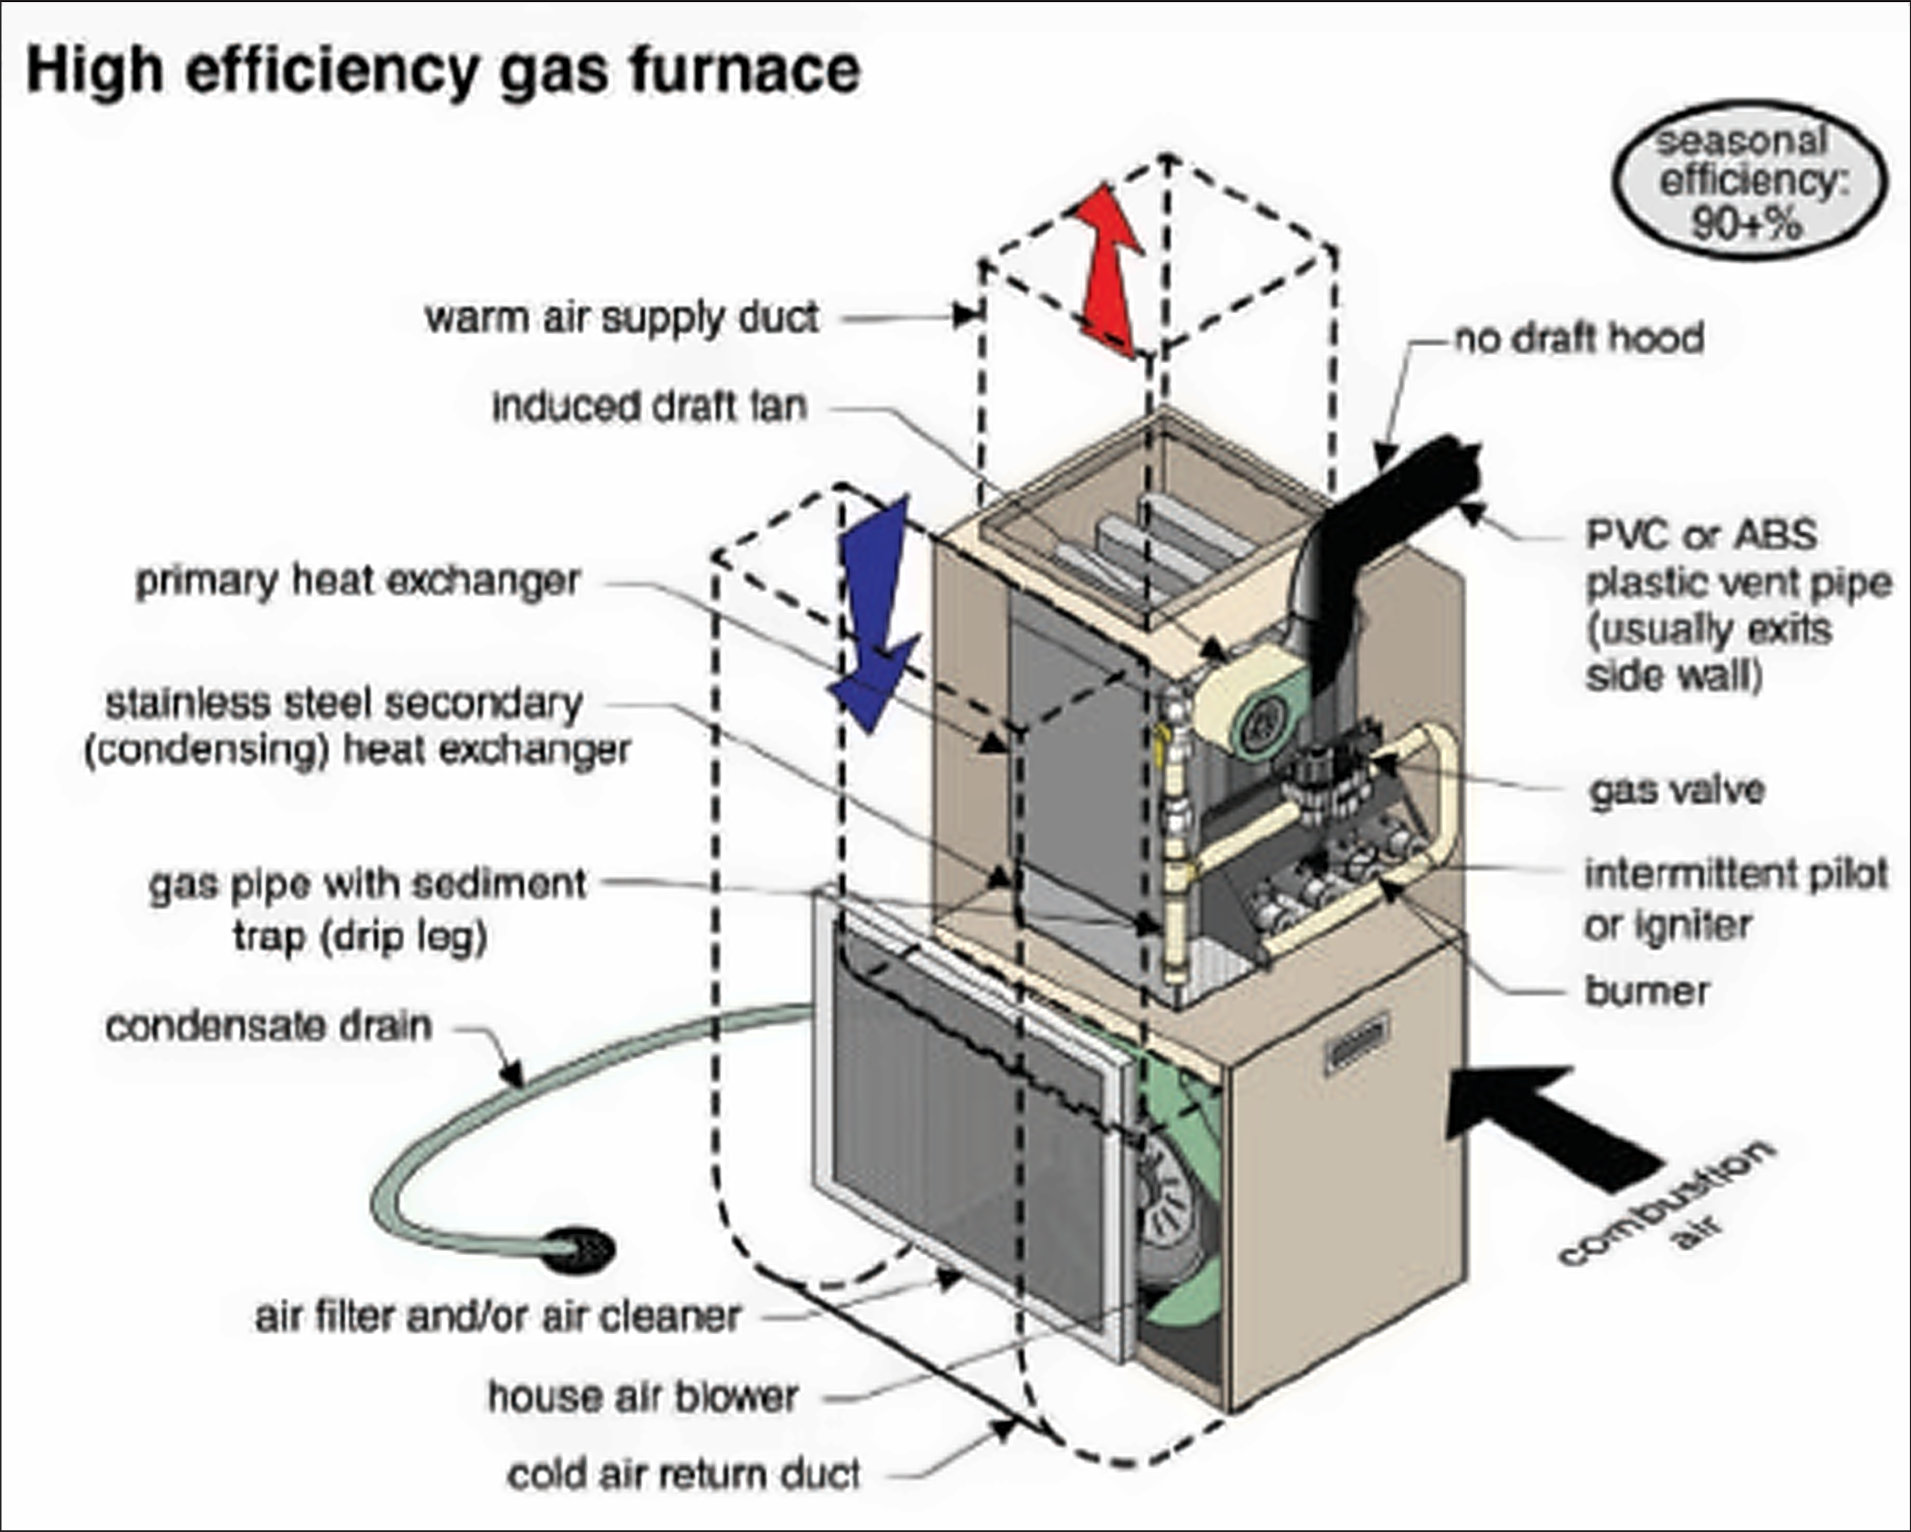 High efficiency gas furnace
seasonal
efficiency:
90+%
warm air supply duct
no draft hood
induced draft fan
PVC or ABS
plastic vent pipe
(usually exits
side wall)
primary heat exchanger
stainless steel secondary
(condensing) heat exchanger
gas valve
gas pipe with sediment
trap (drip leg)
intermittent pilot
or igniter
burner
condensate drain
combustion
air
air filter and/or air cleaner
house air blower
cold air return duct